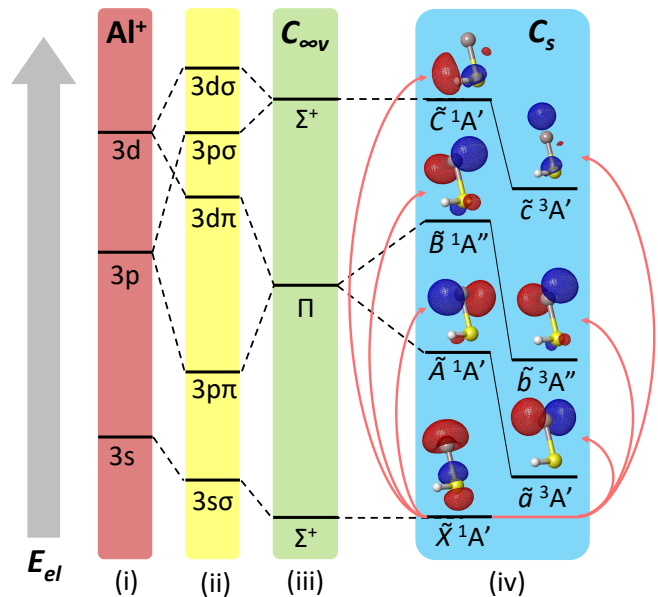 Al⁺
3d
3p
3s
3dσ
3pσ
3dπ
3pπ
3sσ
C∞v
Σ⁺
Π
Σ⁺
Cₛ
C̃ ¹A’
c̃ ³A’
B̃ ¹A”
Ã ¹A’
b̃ ³A”
ã ³A’
X̃ ¹A’
E_el
(i)
(ii)
(iii)
(iv)